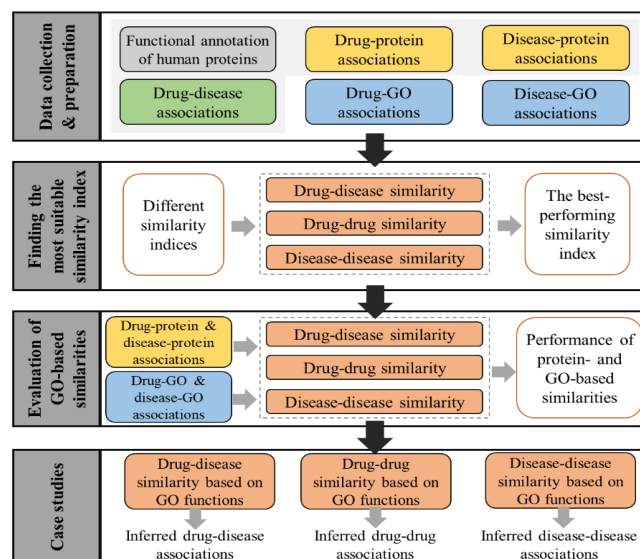 Data collection
& preparation
Functional annotation
of human proteins
Drug-protein
associations
Disease-protein
associations
Drug-disease
associations
Drug-GO
associations
Disease-GO
associations
Finding the
most suitable
similarity index
Different
similarity
indices
Drug-disease similarity
Drug-drug similarity
Disease-disease similarity
The best-
performing
similarity
index
Evaluation of
GO-based
similarities
Drug-protein &
disease-protein
associations
Drug-GO &
disease-GO
associations
Drug-disease similarity
Drug-drug similarity
Disease-disease similarity
Performance of
protein- and
GO-based
similarities
Case studies
Drug-disease
similarity based on
GO functions
Drug-drug
similarity based on
GO functions
Disease-disease
similarity based on
GO functions
Inferred drug-disease
associations
Inferred drug-drug
associations
Inferred disease-disease
associations